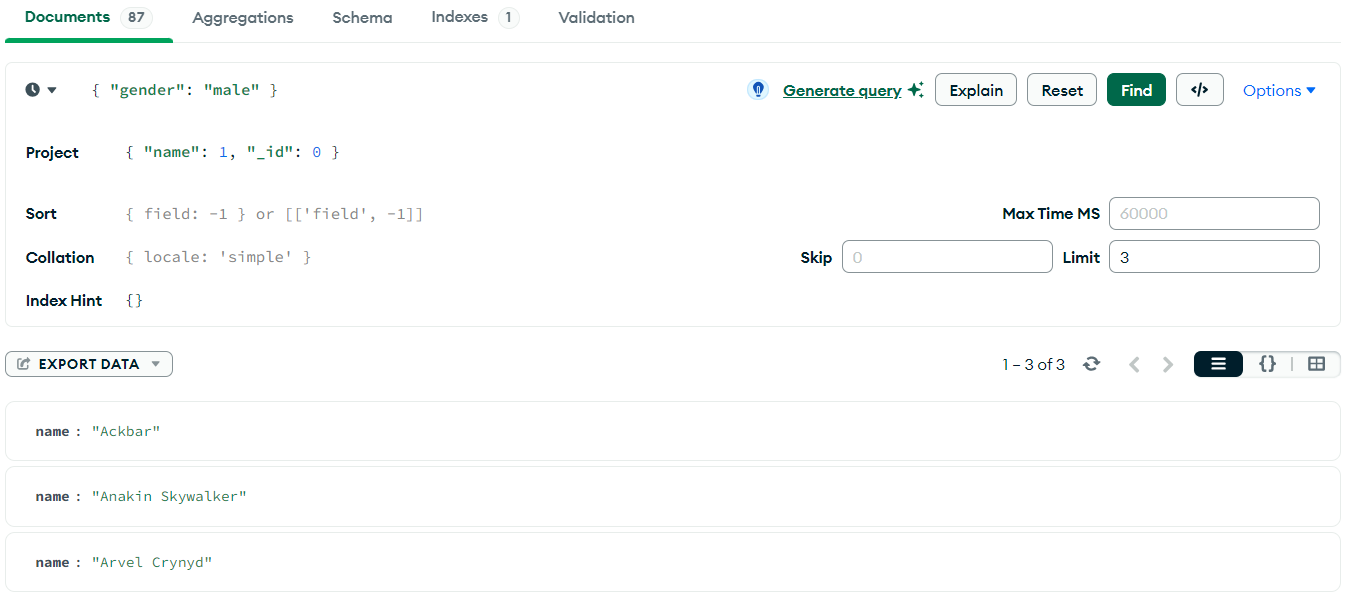 Documents 87 Aggregations Schema Indexes 1 Validation
{ "gender": "male" } Generate query Explain Reset Find </> Options
Project { "name": 1, "_id": 0 }
Sort { field: -1 } or [['field', -1]] Max Time MS 60000
Collation { locale: 'simple' } Skip 0 Limit 3
Index Hint {}
EXPORT DATA 1 – 3 of 3 {}
name : "Ackbar"
name : "Anakin Skywalker"
name : "Arvel Crynyd"